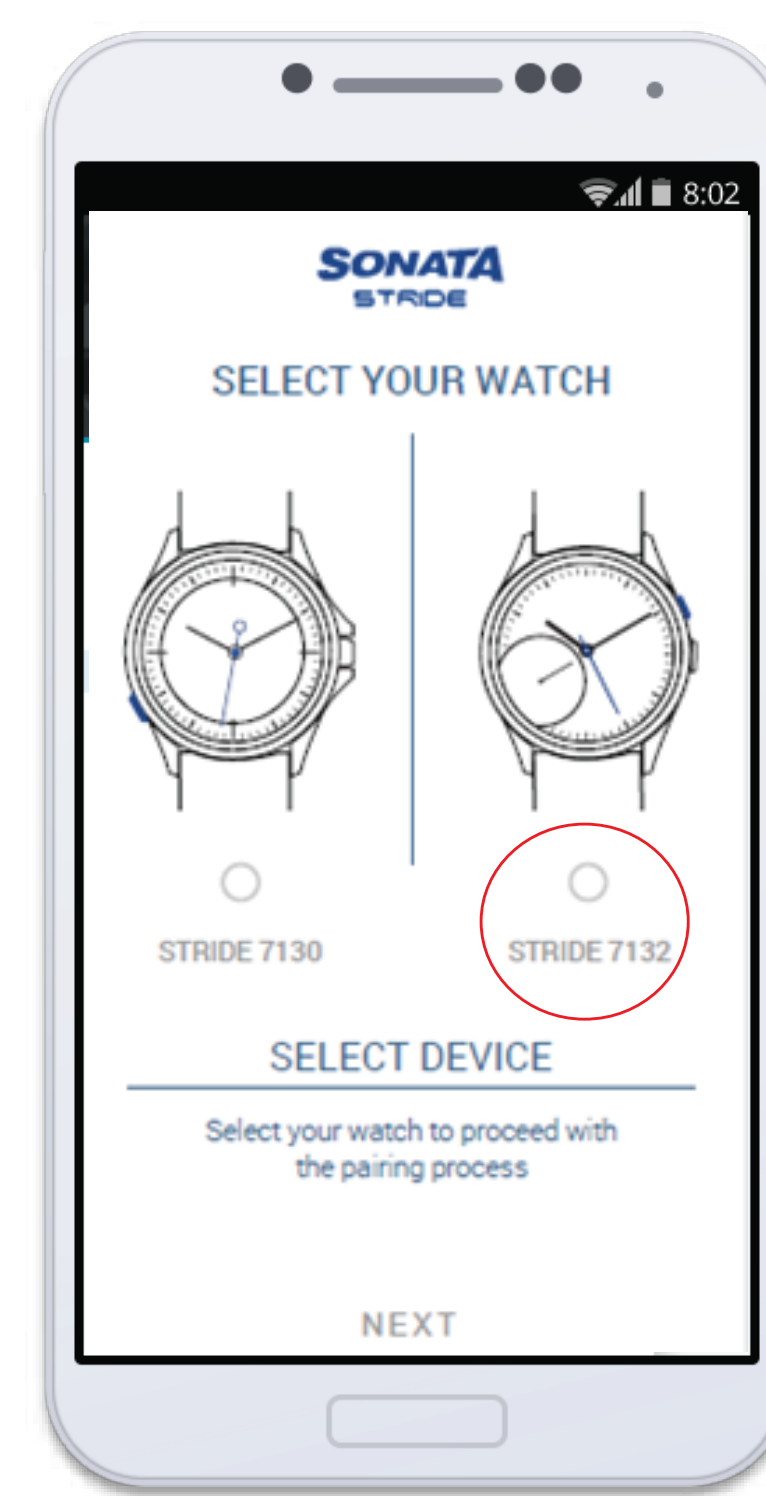 8:02
SONATA
STRIDE
SELECT YOUR WATCH
STRIDE 7130
STRIDE 7132
SELECT DEVICE
Select your watch to proceed with
the pairing process
NEXT